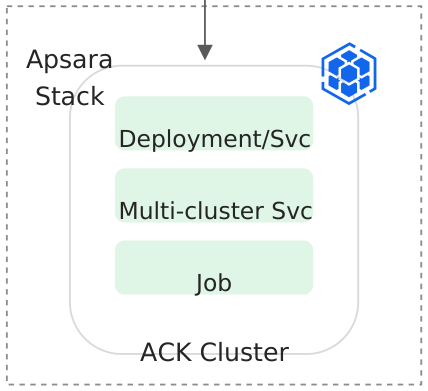 Apsara
Stack
Deployment/Svc
Multi-cluster Svc
Job
ACK Cluster